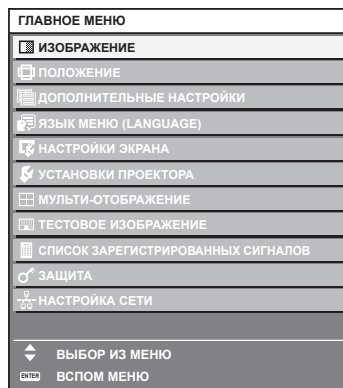 ГЛАВНОЕ МЕНЮ
ИЗОБРАЖЕНИЕ
ПОЛОЖЕНИЕ
ДОПОЛНИТЕЛЬНЫЕ НАСТРОЙКИ
ЯЗЫК МЕНЮ (LANGUAGE)
НАСТРОЙКИ ЭКРАНА
УСТАНОВКИ ПРОЕКТОРА
МУЛЬТИ-ОТОБРАЖЕНИЕ
ТЕСТОВОЕ ИЗОБРАЖЕНИЕ
СПИСОК ЗАРЕГИСТРИРОВАННЫХ СИГНАЛОВ
ЗАЩИТА
НАСТРОЙКА СЕТИ
ВЫБОР ИЗ МЕНЮ
ENTER ВСПОМ МЕНЮ